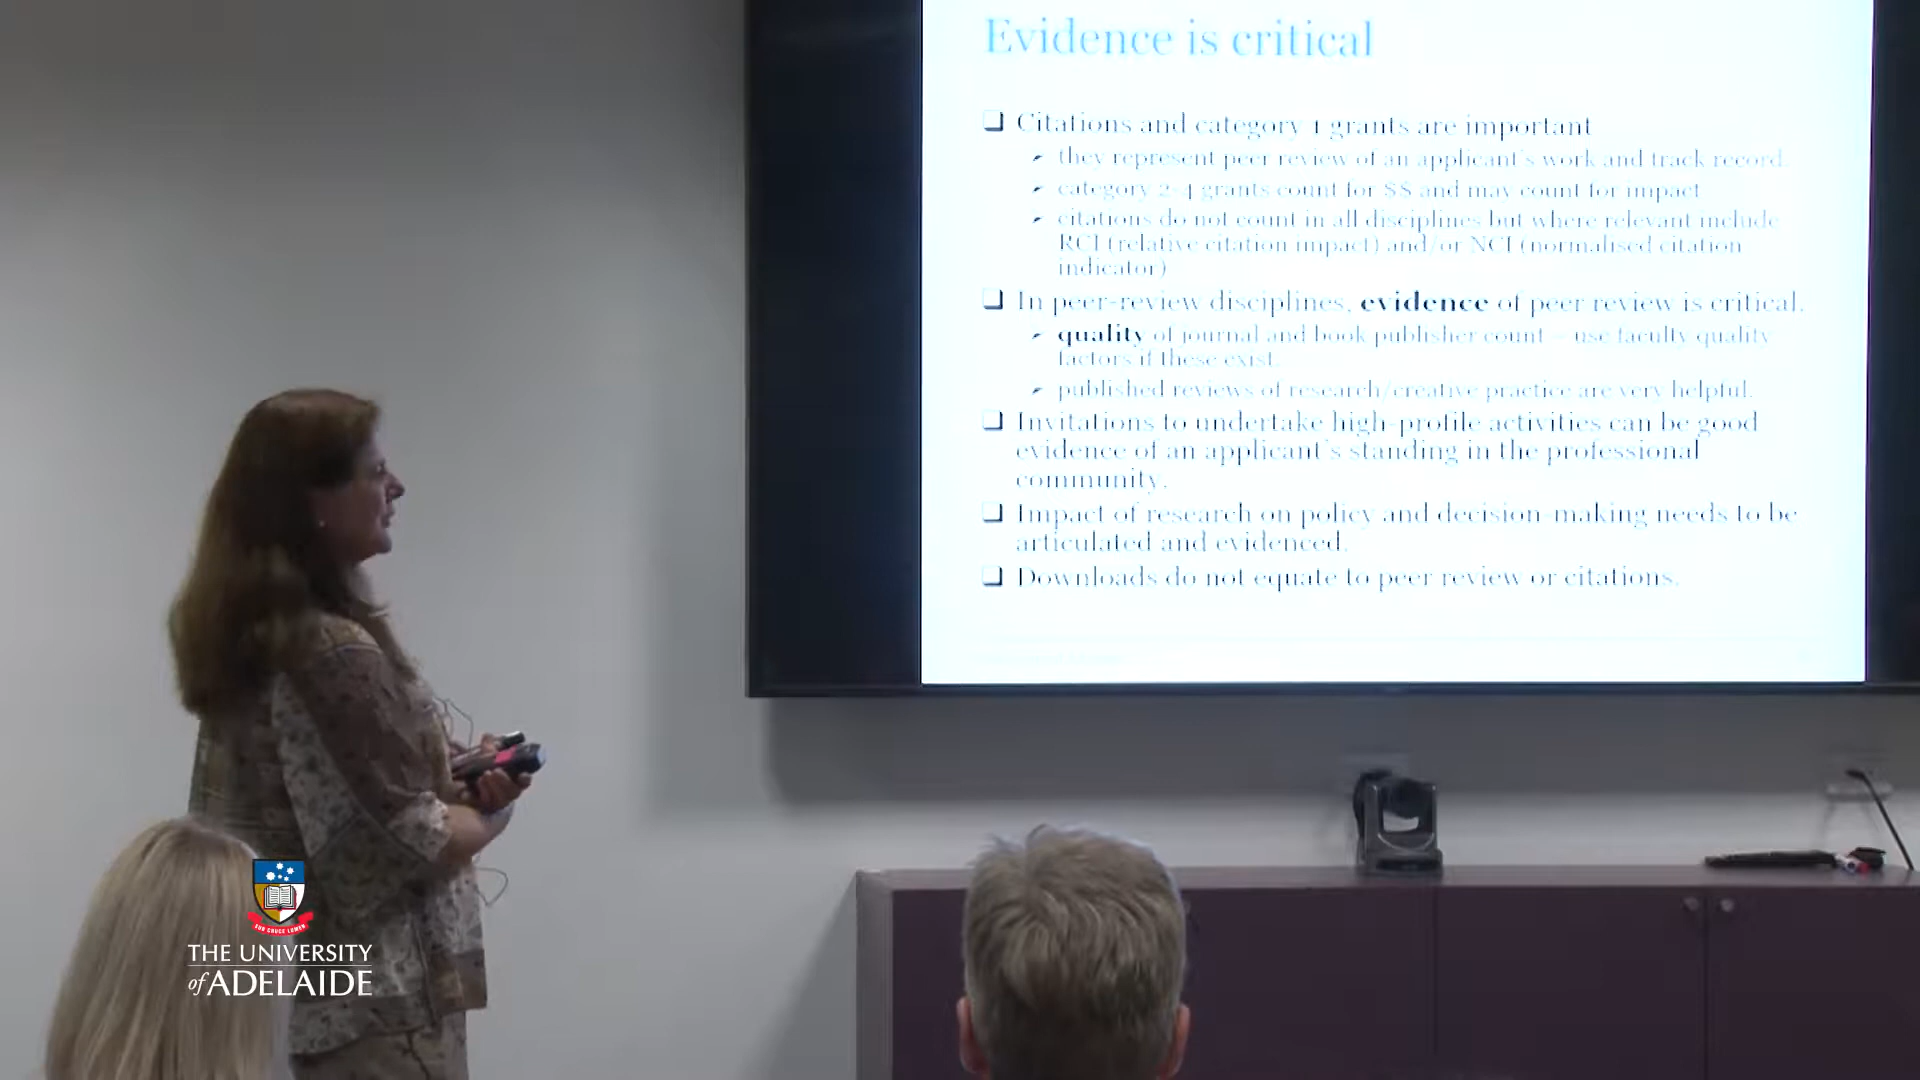 Evidence is critical
❑ Citations and category 1 grants are important
they represent peer review of an applicant's work and track record.
category 2-4 grants count for $$ and may count for impact
citations do not count in all disciplines but where relevant include
RCI (relative citation impact) and/or NCI (normalised citation
indicator)
❑ In peer-review disciplines, evidence of peer review is critical.
quality of journal and book publisher count – use faculty quality
factors if these exist.
published reviews of research/creative practice are very helpful.
❑ Invitations to undertake high-profile activities can be good
evidence of an applicant's standing in the professional
community.
❑ Impact of research on policy and decision-making needs to be
articulated and evidenced.
❑ Downloads do not equate to peer review or citations.
SUB CRUCE LUMEN
THE UNIVERSITY
of ADELAIDE